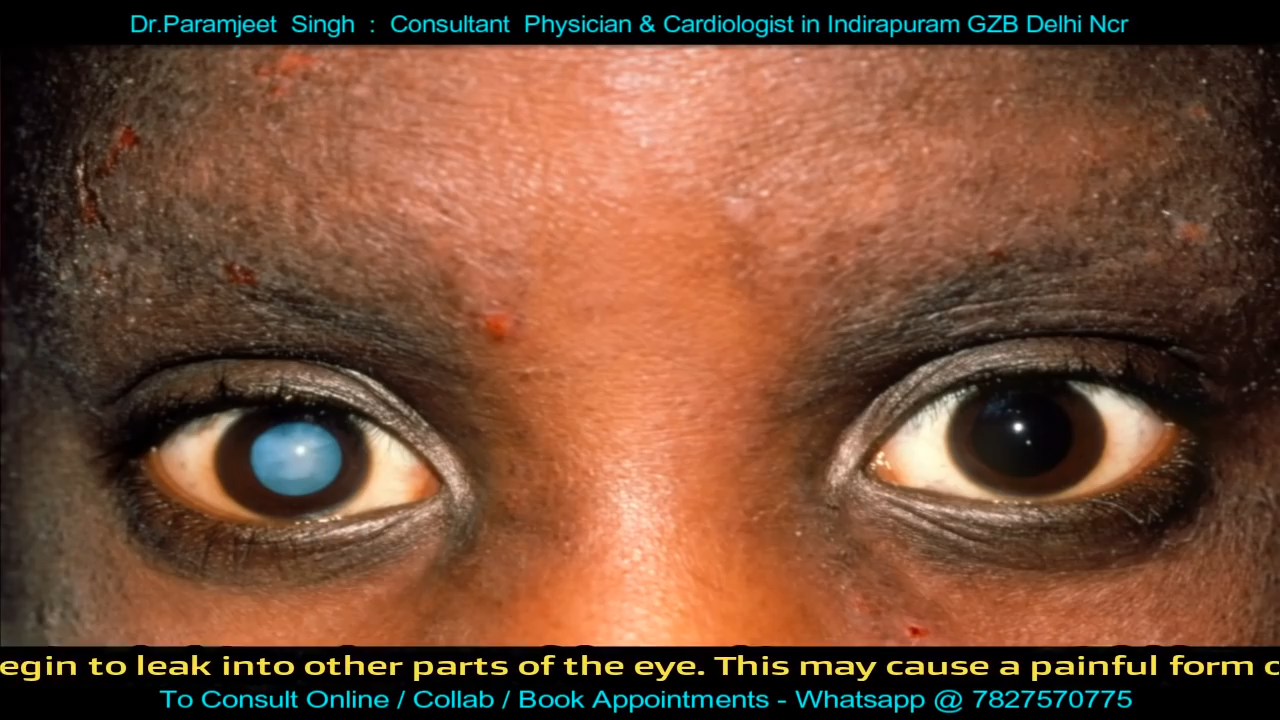 Dr.Paramjeet Singh : Consultant Physician & Cardiologist in Indirapuram GZB Delhi Ncr
egin to leak into other parts of the eye. This may cause a painful form
To Consult Online / Collab / Book Appointments - Whatsapp @ 7827570775